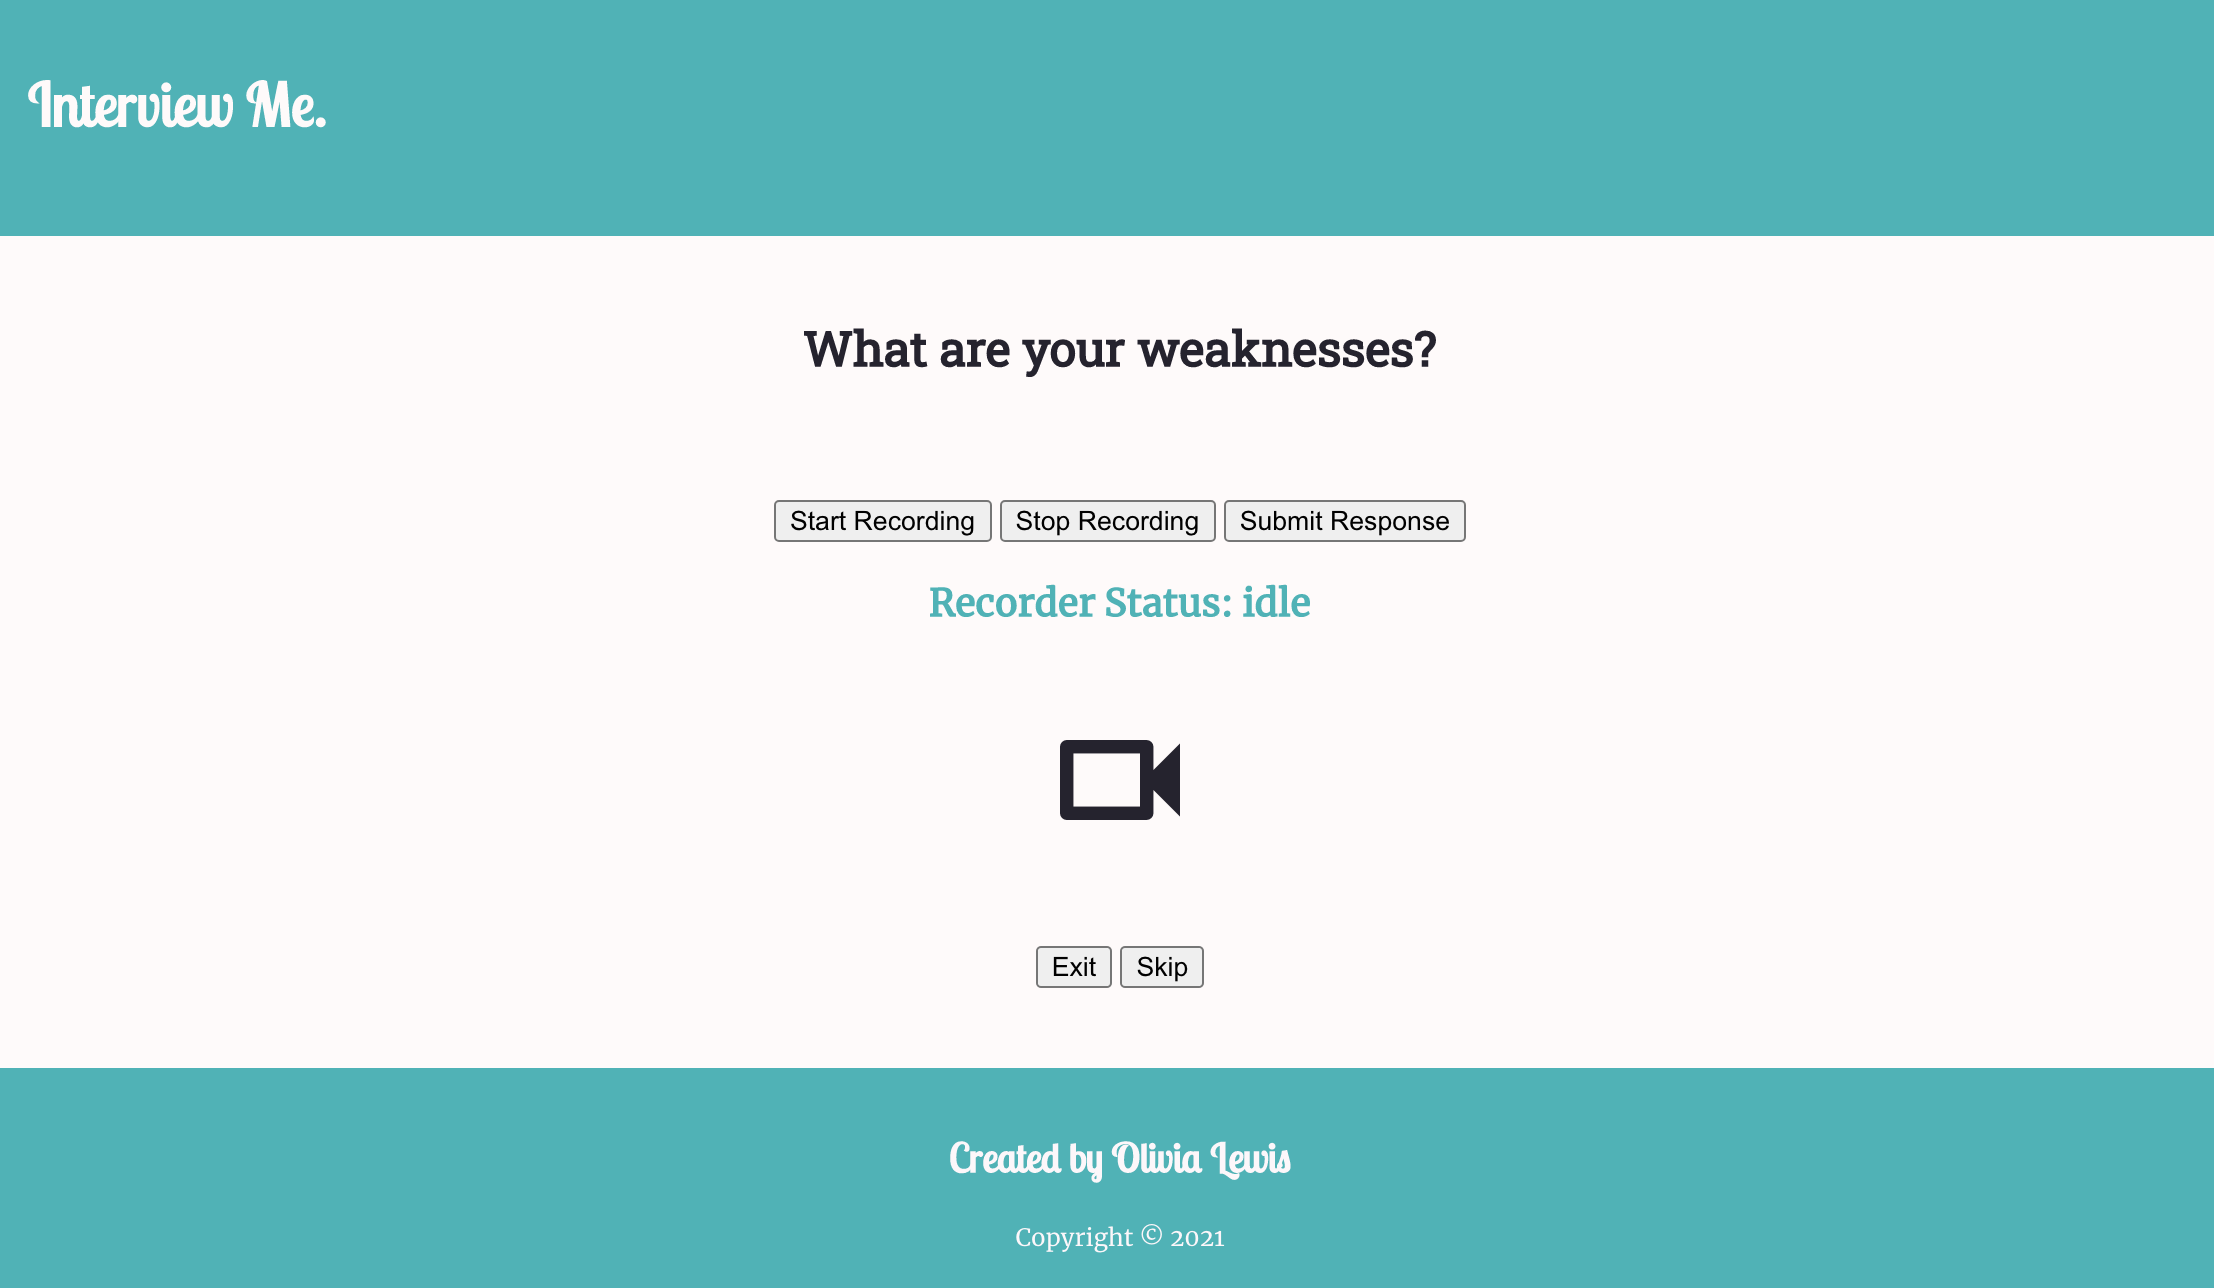 Interview Me.
What are your weaknesses?
Start Recording Stop Recording Submit Response
Recorder Status: idle
Exit Skip
Created by Olivia Lewis
Copyright © 2021